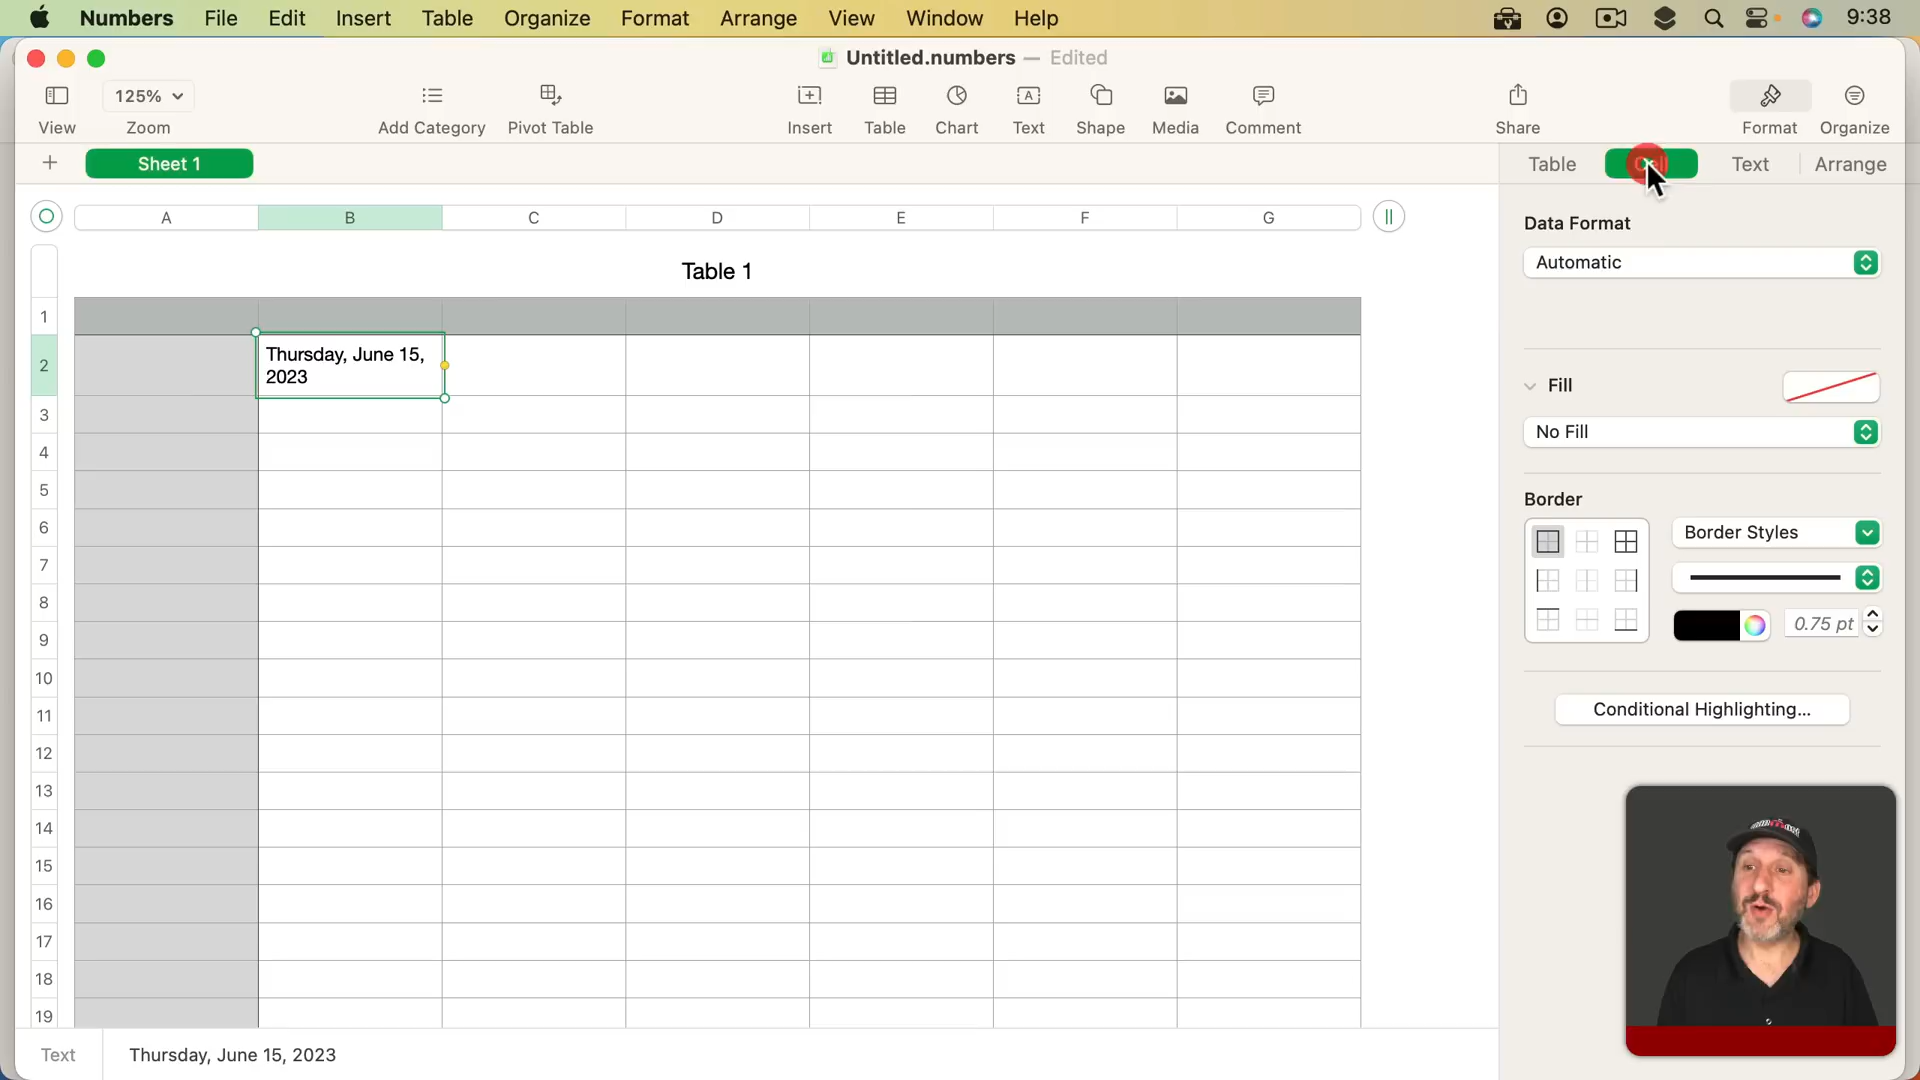 Numbers File Edit Insert Table Organize Format Arrange View Window Help 9:38
Untitled.numbers — Edited
125%
View Zoom Add Category Pivot Table Insert Table Chart Text Shape Media Comment Share Format Organize
+ Sheet 1
Table Text Arrange
A B C D E F G
Data Format
Automatic
Table 1
1
2
Thursday, June 15,
2023
3
4
5
6
7
8
9
10
11
12
13
14
15
16
17
18
19
Fill
No Fill
Border
Border Styles
0.75 pt
Conditional Highlighting...
Text Thursday, June 15, 2023